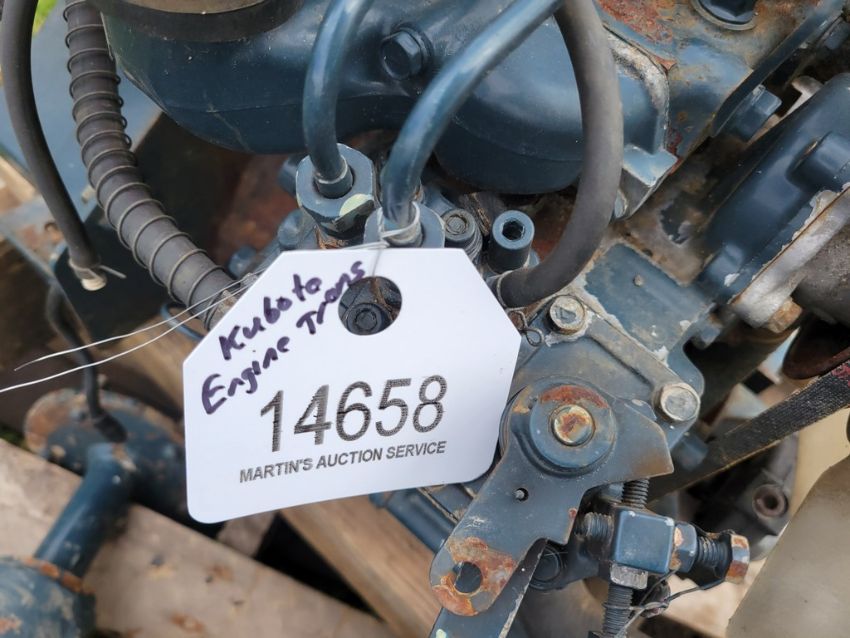 Kubota
Engine Trans
14658
MARTIN'S AUCTION SERVICE